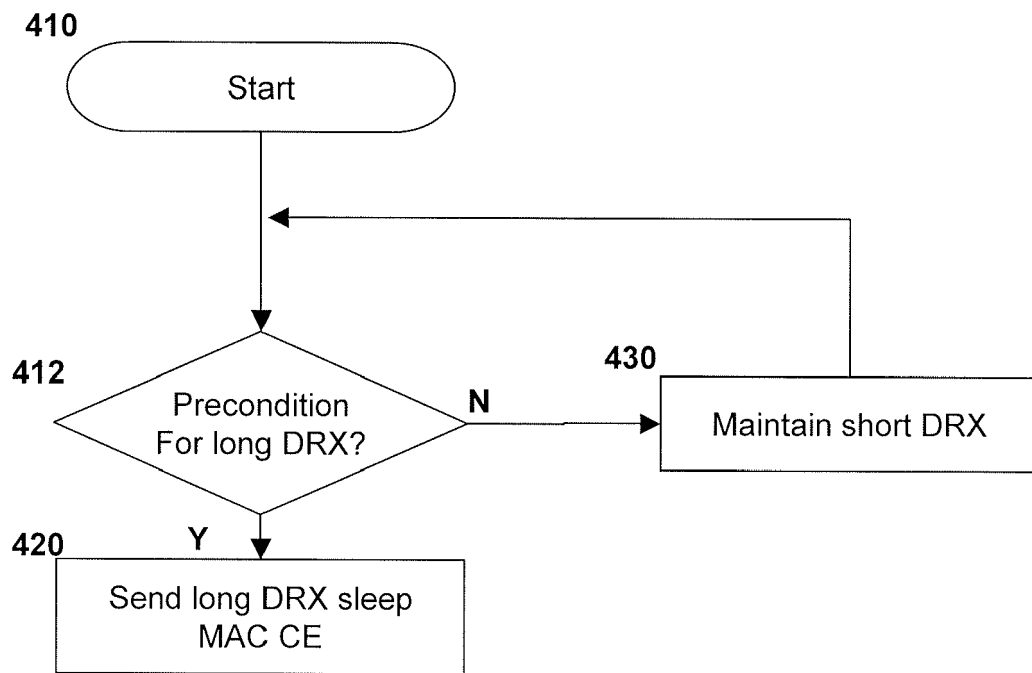 410
Start
412
Precondition
For long DRX?
N
430
Maintain short DRX
Y
420
Send long DRX sleep
MAC CE